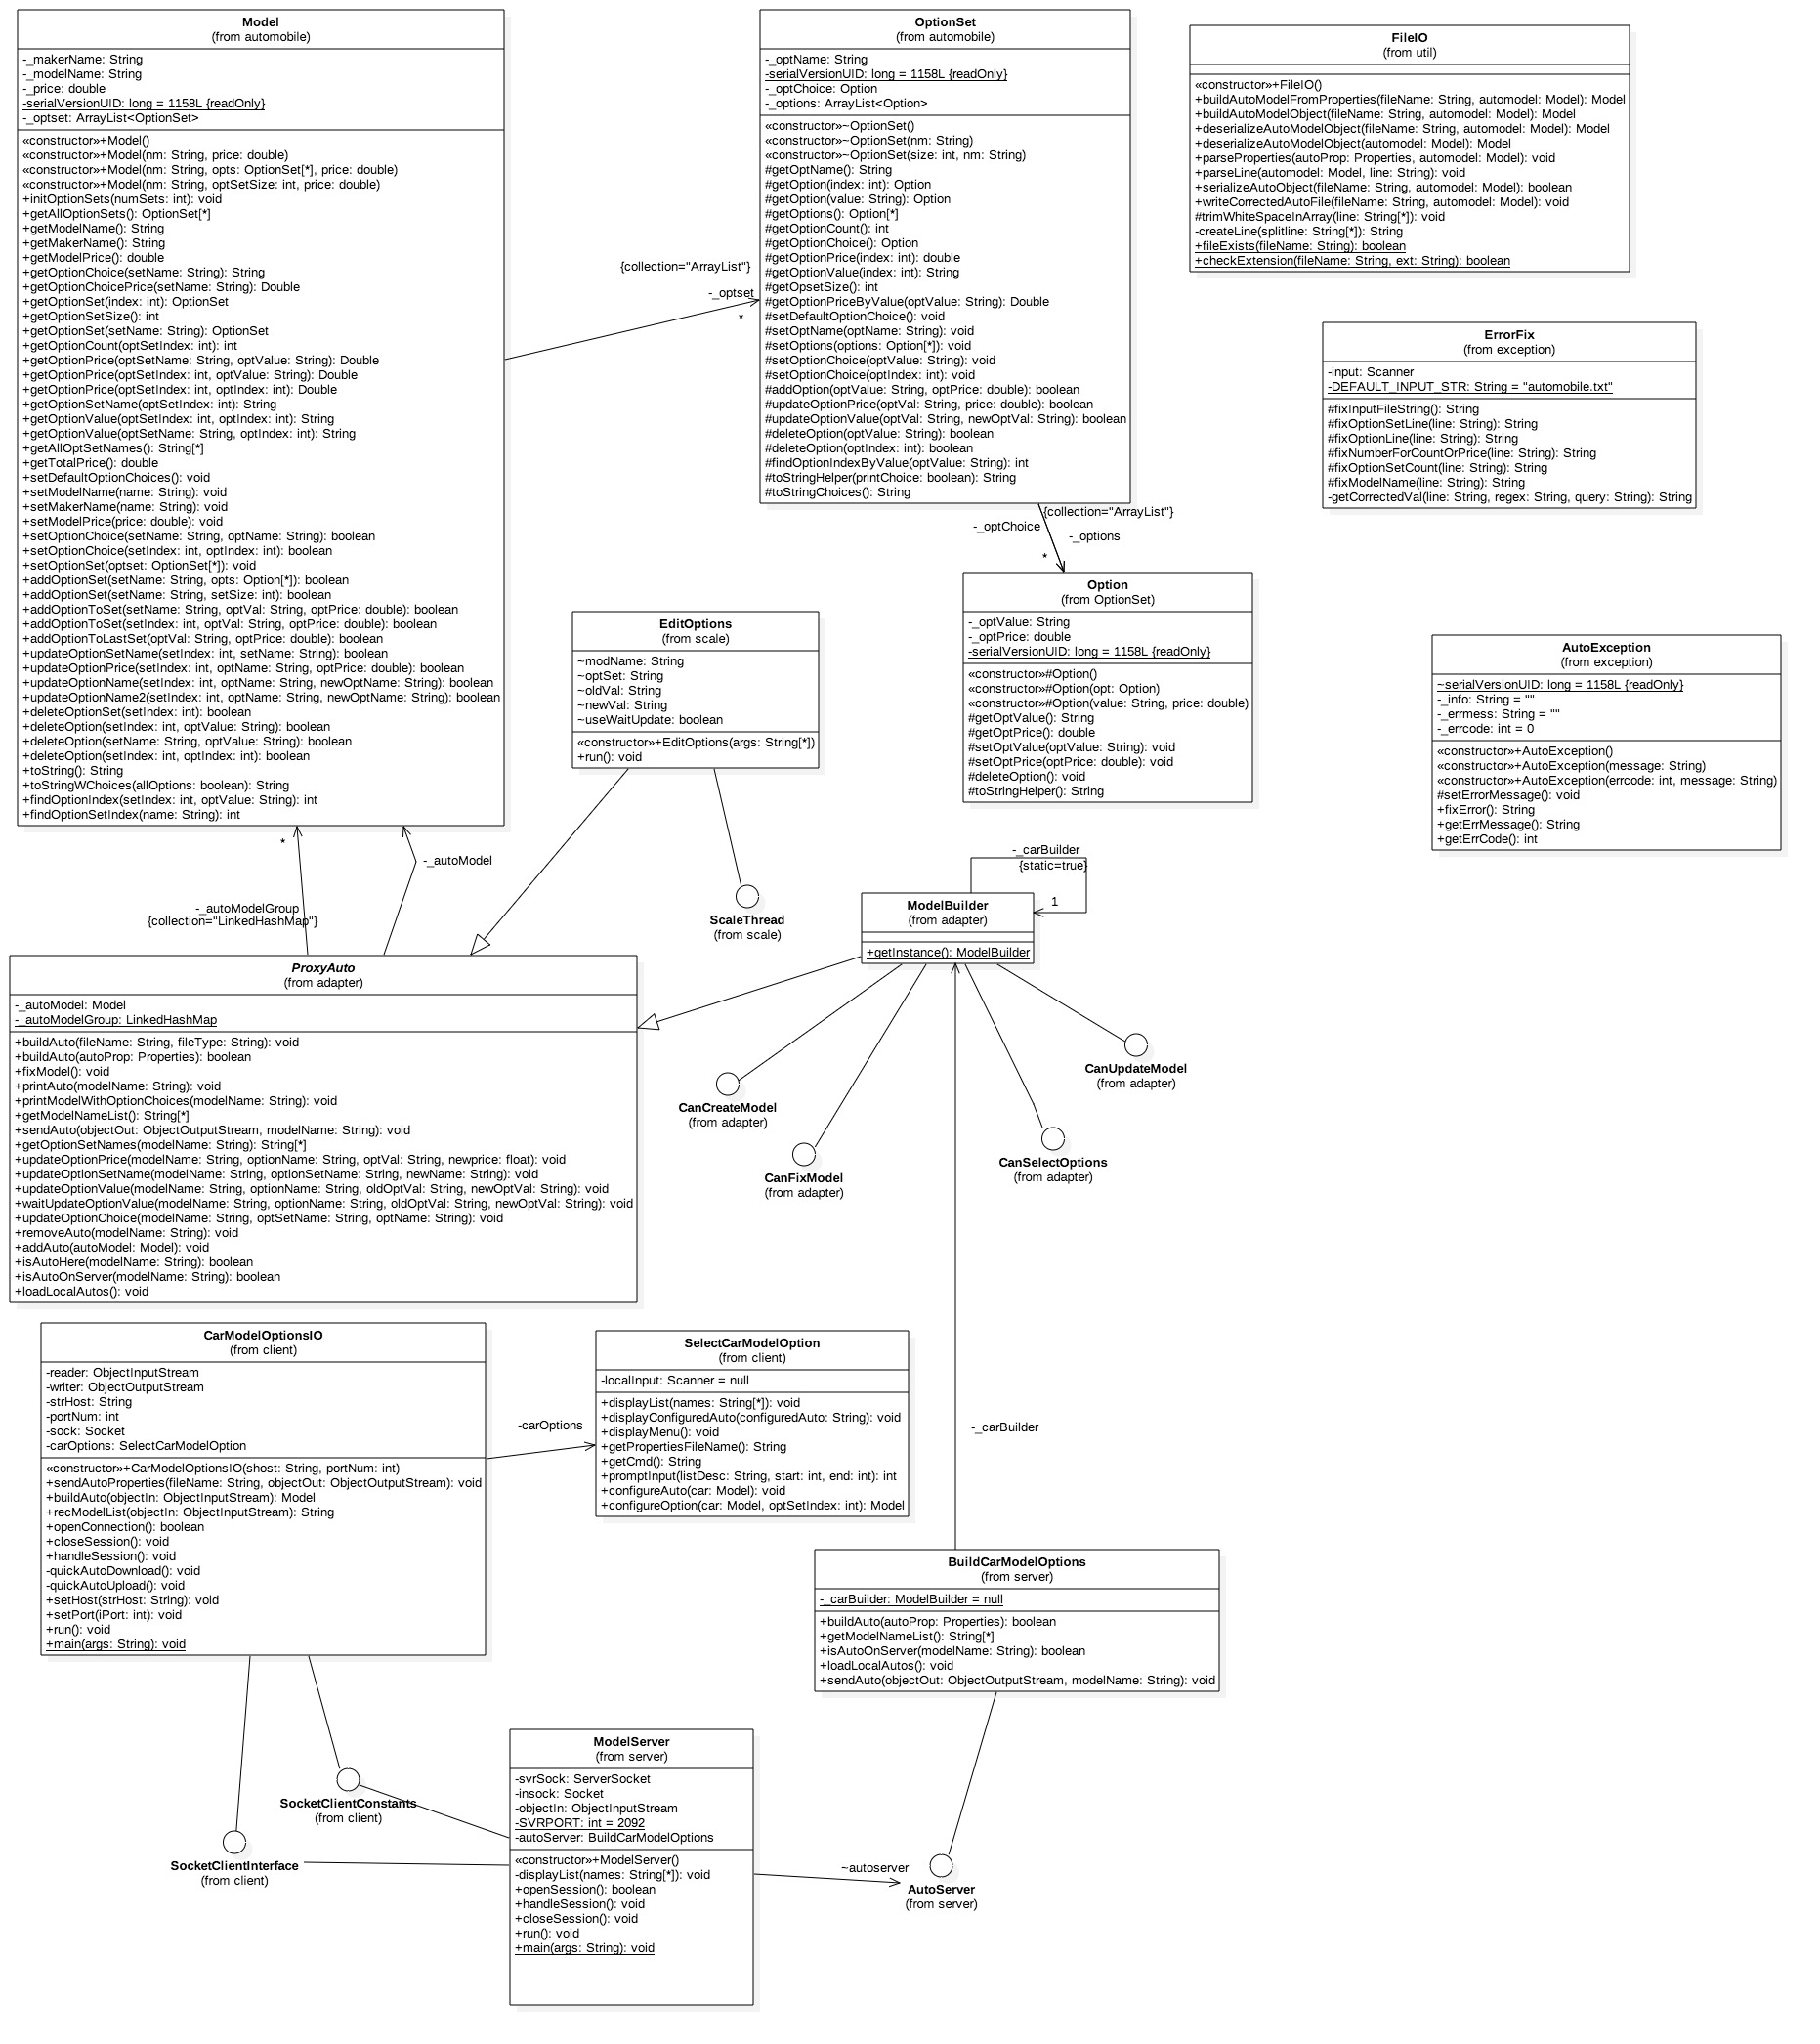 Model
(from automobile)
-_makerName: String
-_modelName: String
-_price: double
-serialVersionUID: long = 1158L {readOnly}
-_optset: ArrayList<OptionSet>
«constructor»+Model()
«constructor»+Model(nm: String, price: double)
«constructor»+Model(nm: String, opts: OptionSet[*], price: double)
«constructor»+Model(nm: String, optSetSize: int, price: double)
+initOptionSets(numSets: int): void
+getAllOptionSets(): OptionSet[*]
+getModelName(): String
+getMakerName(): String
+getModelPrice(): double
+getOptionChoice(setName: String): String
+getOptionChoicePrice(setName: String): Double
+getOptionSet(index: int): OptionSet
+getOptionSetSize(): int
+getOptionSet(setName: String): OptionSet
+getOptionCount(optSetIndex: int): int
+getOptionPrice(optSetName: String, optValue: String): Double
+getOptionPrice(optSetIndex: int, optValue: String): Double
+getOptionPrice(optSetIndex: int, optIndex: int): Double
+getOptionSetName(optSetIndex: int): String
+getOptionValue(optSetIndex: int, optIndex: int): String
+getOptionValue(optSetName: String, optIndex: int): String
+getAllOptSetNames(): String[*]
+getTotalPrice(): double
+setDefaultOptionChoices(): void
+setModelName(name: String): void
+setMakerName(name: String): void
+setModelPrice(price: double): void
+setOptionChoice(setName: String, optName: String): boolean
+setOptionChoice(setIndex: int, optIndex: int): boolean
+setOptionSet(optset: OptionSet[*]): void
+addOptionSet(setName: String, opts: Option[*]): boolean
+addOptionSet(setName: String, setSize: int): boolean
+addOptionToSet(setName: String, optVal: String, optPrice: double): boolean
+addOptionToSet(setIndex: int, optVal: String, optPrice: double): boolean
+addOptionToLastSet(optVal: String, optPrice: double): boolean
+updateOptionSetName(setIndex: int, setName: String): boolean
+updateOptionPrice(setIndex: int, optName: String, optPrice: double): boolean
+updateOptionName(setIndex: int, optName: String, newOptName: String): boolean
+updateOptionName2(setIndex: int, optName: String, newOptName: String): boolean
+deleteOptionSet(setIndex: int): boolean
+deleteOption(setIndex: int, optValue: String): boolean
+deleteOption(setName: String, optValue: String): boolean
+deleteOption(setIndex: int, optIndex: int): boolean
+toString(): String
+toStringWChoices(allOptions: boolean): String
+findOptionIndex(setIndex: int, optValue: String): int
+findOptionSetIndex(name: String): int
{collection="ArrayList"}
-_optset
*
OptionSet
(from automobile)
-_optName: String
-serialVersionUID: long = 1158L {readOnly}
-_optChoice: Option
-_options: ArrayList<Option>
«constructor»~OptionSet()
«constructor»~OptionSet(nm: String)
«constructor»~OptionSet(size: int, nm: String)
#getOptName(): String
#getOption(index: int): Option
#getOption(value: String): Option
#getOptions(): Option[*]
#getOptionCount(): int
#getOptionChoice(): Option
#getOptionPrice(index: int): double
#getOptionValue(index: int): String
#getOpsetSize(): int
#getOptionPriceByValue(optValue: String): Double
#setDefaultOptionChoice(): void
#setOptName(optName: String): void
#setOptions(options: Option[*]): void
#setOptionChoice(optValue: String): void
#setOptionChoice(optIndex: int): void
#addOption(optValue: String, optPrice: double): boolean
#updateOptionPrice(optVal: String, price: double): boolean
#updateOptionValue(optVal: String, newOptVal: String): boolean
#deleteOption(optValue: String): boolean
#deleteOption(optIndex: int): boolean
#findOptionIndexByValue(optValue: String): int
#toStringHelper(printChoice: boolean): String
#toStringChoices(): String
{collection="ArrayList"}
-_optChoice
-_options
*
FileIO
(from util)
«constructor»+FileIO()
+buildAutoModelFromProperties(fileName: String, automodel: Model): Model
+buildAutoModelObject(fileName: String, automodel: Model): Model
+deserializeAutoModelObject(fileName: String, automodel: Model): Model
+deserializeAutoModelObject(automodel: Model): Model
+parseProperties(autoProp: Properties, automodel: Model): void
+parseLine(automodel: Model, line: String): void
+serializeAutoObject(fileName: String, automodel: Model): boolean
+writeCorrectedAutoFile(fileName: String, automodel: Model): void
#trimWhiteSpaceInArray(line: String[*]): void
-createLine(splitline: String[*]): String
+fileExists(fileName: String): boolean
+checkExtension(fileName: String, ext: String): boolean
ErrorFix
(from exception)
-input: Scanner
-DEFAULT_INPUT_STR: String = "automobile.txt"
#fixInputFileString(): String
#fixOptionSetLine(line: String): String
#fixOptionLine(line: String): String
#fixNumberForCountOrPrice(line: String): String
#fixOptionSetCount(line: String): String
#fixModelName(line: String): String
-getCorrectedVal(line: String, regex: String, query: String): String
Option
(from OptionSet)
-_optValue: String
-_optPrice: double
-serialVersionUID: long = 1158L {readOnly}
«constructor»#Option()
«constructor»#Option(opt: Option)
«constructor»#Option(value: String, price: double)
#getOptValue(): String
#getOptPrice(): double
#setOptValue(optValue: String): void
#setOptPrice(optPrice: double): void
#deleteOption(): void
#toStringHelper(): String
EditOptions
(from scale)
~modName: String
~optSet: String
~oldVal: String
~newVal: String
~useWaitUpdate: boolean
«constructor»+EditOptions(args: String[*])
+run(): void
AutoException
(from exception)
~serialVersionUID: long = 1158L {readOnly}
-_info: String = ""
-_errmess: String = ""
-_errcode: int = 0
«constructor»+AutoException()
«constructor»+AutoException(message: String)
«constructor»+AutoException(errcode: int, message: String)
#setErrorMessage(): void
+fixError(): String
+getErrMessage(): String
+getErrCode(): int
*
-_autoModel
-_autoModelGroup
{collection="LinkedHashMap"}
ScaleThread
(from scale)
-_carBuilder
{static=true}
1
ModelBuilder
(from adapter)
+getInstance(): ModelBuilder
ProxyAuto
(from adapter)
-_autoModel: Model
-_autoModelGroup: LinkedHashMap
+buildAuto(fileName: String, fileType: String): void
+buildAuto(autoProp: Properties): boolean
+fixModel(): void
+printAuto(modelName: String): void
+printModelWithOptionChoices(modelName: String): void
+getModelNameList(): String[*]
+sendAuto(objectOut: ObjectOutputStream, modelName: String): void
+getOptionSetNames(modelName: String): String[*]
+updateOptionPrice(modelName: String, optionName: String, optVal: String, newprice: float): void
+updateOptionSetName(modelName: String, optionSetName: String, newName: String): void
+updateOptionValue(modelName: String, optionName: String, oldOptVal: String, newOptVal: String): void
+waitUpdateOptionValue(modelName: String, optionName: String, oldOptVal: String, newOptVal: String): void
+updateOptionChoice(modelName: String, optSetName: String, optName: String): void
+removeAuto(modelName: String): void
+addAuto(autoModel: Model): void
+isAutoHere(modelName: String): boolean
+isAutoOnServer(modelName: String): boolean
+loadLocalAutos(): void
CanUpdateModel
(from adapter)
CanCreateModel
(from adapter)
CanSelectOptions
(from adapter)
CanFixModel
(from adapter)
CarModelOptionsIO
(from client)
-reader: ObjectInputStream
-writer: ObjectOutputStream
-strHost: String
-portNum: int
-sock: Socket
-carOptions: SelectCarModelOption
«constructor»+CarModelOptionsIO(shost: String, portNum: int)
+sendAutoProperties(fileName: String, objectOut: ObjectOutputStream): void
+buildAuto(objectIn: ObjectInputStream): Model
+recModelList(objectIn: ObjectInputStream): String
+openConnection(): boolean
+closeSession(): void
+handleSession(): void
-quickAutoDownload(): void
-quickAutoUpload(): void
+setHost(strHost: String): void
+setPort(iPort: int): void
+run(): void
+main(args: String): void
-carOptions
SelectCarModelOption
(from client)
-localInput: Scanner = null
+displayList(names: String[*]): void
+displayConfiguredAuto(configuredAuto: String): void
+displayMenu(): void
+getPropertiesFileName(): String
+getCmd(): String
+promptInput(listDesc: String, start: int, end: int): int
+configureAuto(car: Model): void
+configureOption(car: Model, optSetIndex: int): Model
-_carBuilder
BuildCarModelOptions
(from server)
-_carBuilder: ModelBuilder = null
+buildAuto(autoProp: Properties): boolean
+getModelNameList(): String[*]
+isAutoOnServer(modelName: String): boolean
+loadLocalAutos(): void
+sendAuto(objectOut: ObjectOutputStream, modelName: String): void
SocketClientConstants
(from client)
SocketClientInterface
(from client)
ModelServer
(from server)
-svrSock: ServerSocket
-insock: Socket
-objectIn: ObjectInputStream
-SVRPORT: int = 2092
-autoServer: BuildCarModelOptions
«constructor»+ModelServer()
-displayList(names: String[*]): void
+openSession(): boolean
+handleSession(): void
+closeSession(): void
+run(): void
+main(args: String): void
~autoserver
AutoServer
(from server)